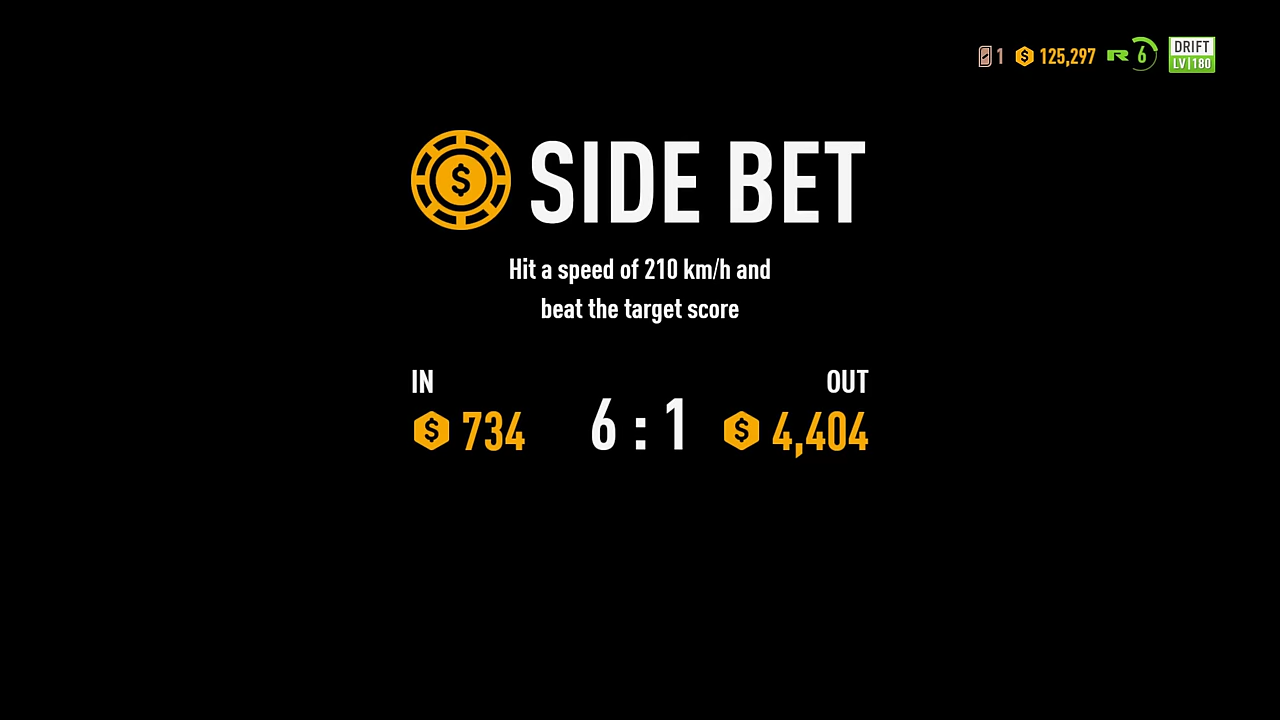 1 125,297 R 6 DRIFT
LV|180
SIDE BET
Hit a speed of 210 km/h and
beat the target score
IN OUT
734 6 : 1 4,404